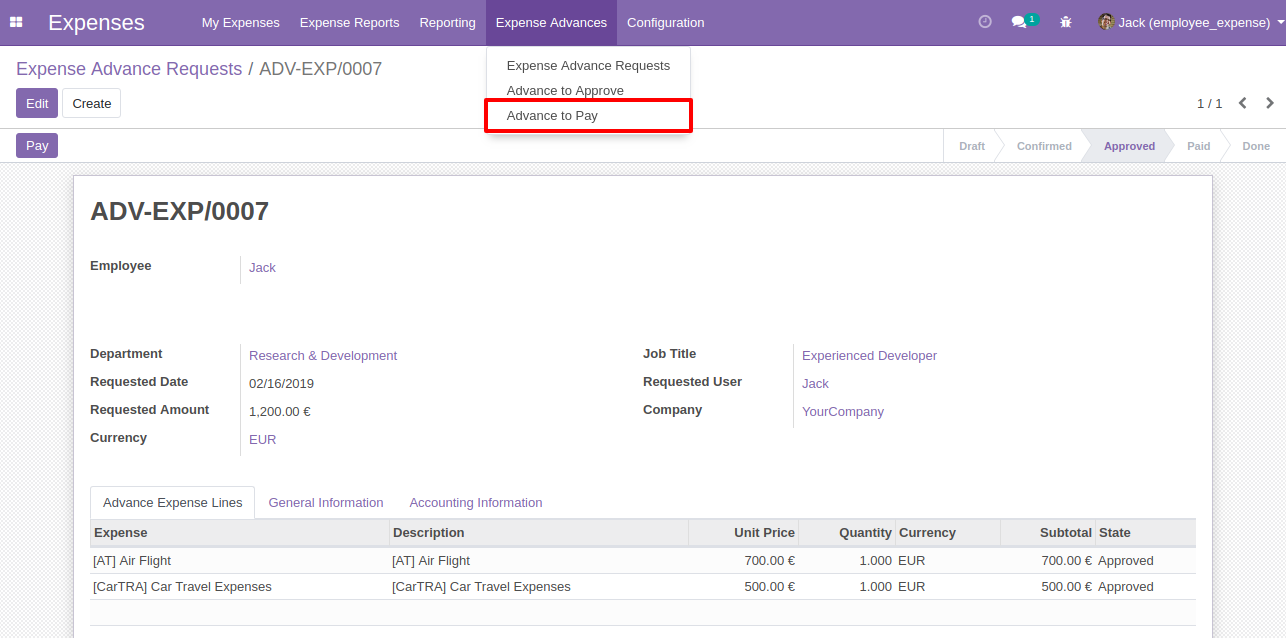 Expenses My Expenses Expense Reports Reporting Expense Advances Configuration 1 Jack (employee_expense)
Expense Advance Requests / ADV-EXP/0007
Expense Advance Requests
Advance to Approve
Advance to Pay
Edit Create 1 / 1
Pay Draft Confirmed Approved Paid Done
ADV-EXP/0007
Employee Jack
Department Research & Development Job Title Experienced Developer
Requested Date 02/16/2019 Requested User Jack
Requested Amount 1,200.00 € Company YourCompany
Currency EUR
Advance Expense Lines General Information Accounting Information
Expense Description Unit Price Quantity Currency Subtotal State
[AT] Air Flight [AT] Air Flight 700.00 € 1.000 EUR 700.00 € Approved
[CarTRA] Car Travel Expenses [CarTRA] Car Travel Expenses 500.00 € 1.000 EUR 500.00 € Approved